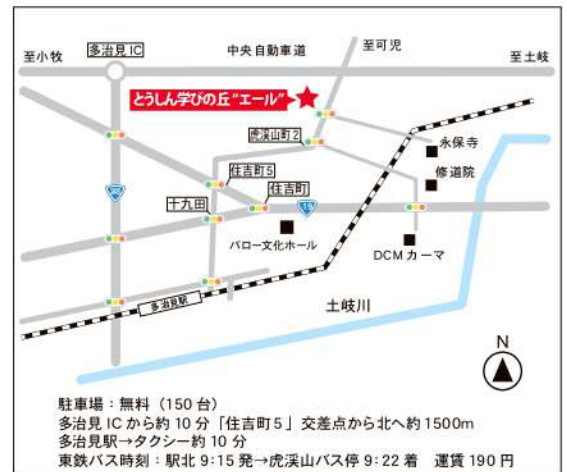 至小牧
多治見IC
中央自動車道
至可児
至土岐
とうしん学びの丘"エール"
虎渓山町2
永保寺
修道院
住吉町5
住吉町
十九田
19
バロー文化ホール
DCMカーマ
多治見駅
土岐川
N
駐車場：無料（150台）
多治見ICから約10分「住吉町5」交差点から北へ約1500m
多治見駅→タクシー約10分
東鉄バス時刻：駅北9:15発→虎渓山バス停9:22着　運賃190円